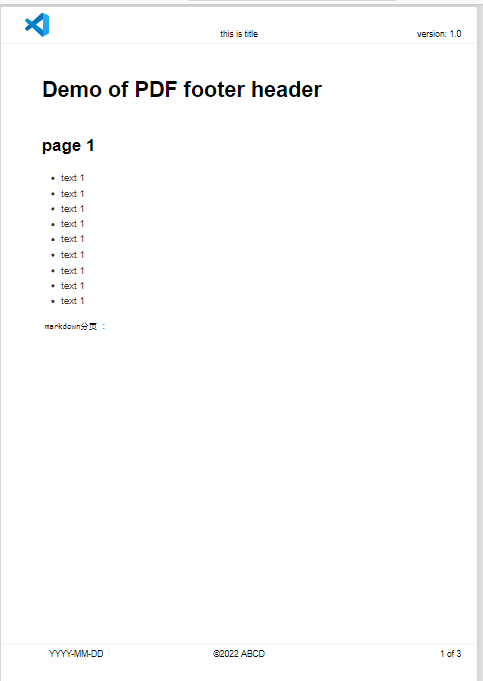 this is title
version: 1.0
Demo of PDF footer header
page 1
• text 1
• text 1
• text 1
• text 1
• text 1
• text 1
• text 1
• text 1
• text 1
markdown分页 :
YYYY-MM-DD
©2022 ABCD
1 of 3